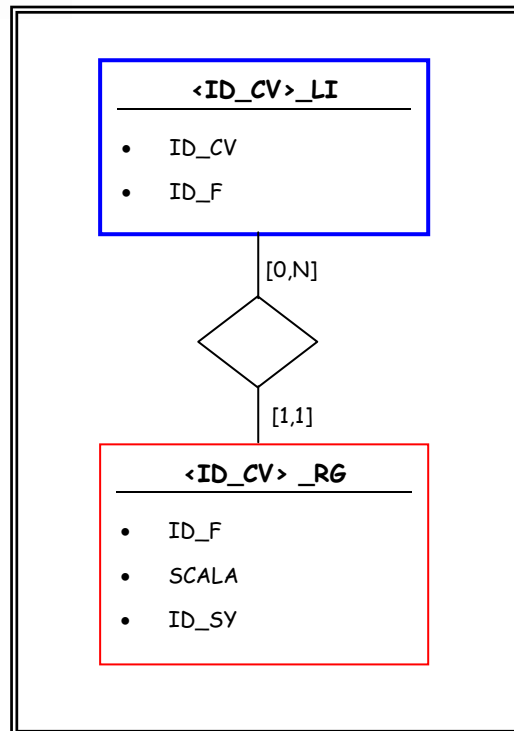 <ID_CV>_LI
• ID_CV
• ID_F
[0,N]
[1,1]
<ID_CV> _RG
• ID_F
• SCALA
• ID_SY